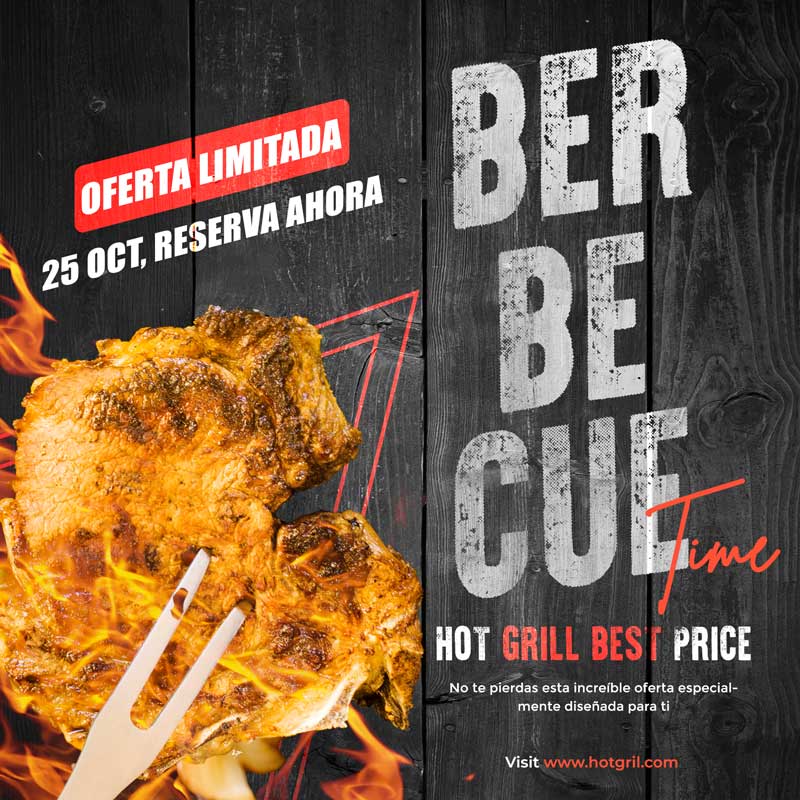 OFERTA LIMITADA
25 OCT, RESERVA AHORA
BER
BE
CUE
Time
HOT GRILL BEST PRICE
No te pierdas esta increíble oferta especial-
mente diseñada para ti
Visit www.hotgril.com